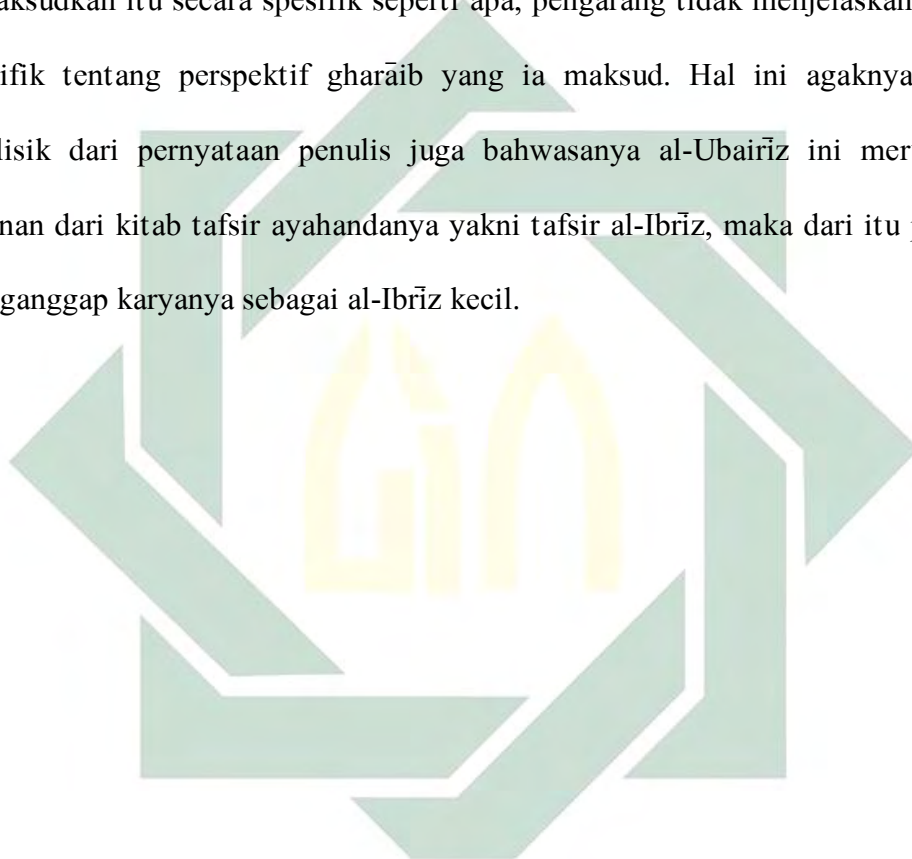 aksudkan itu secara spesifik seperti apa, pengarang tidak menjelaskan
ifik tentang perspektif gharāib yang ia maksud. Hal ini agaknya
lisik dari pernyataan penulis juga bahwasanya al-Ubairīz ini mer
nan dari kitab tafsir ayahandanya yakni tafsir al-Ibrīz, maka dari itu p
ganggap karyanya sebagai al-Ibrīz kecil.